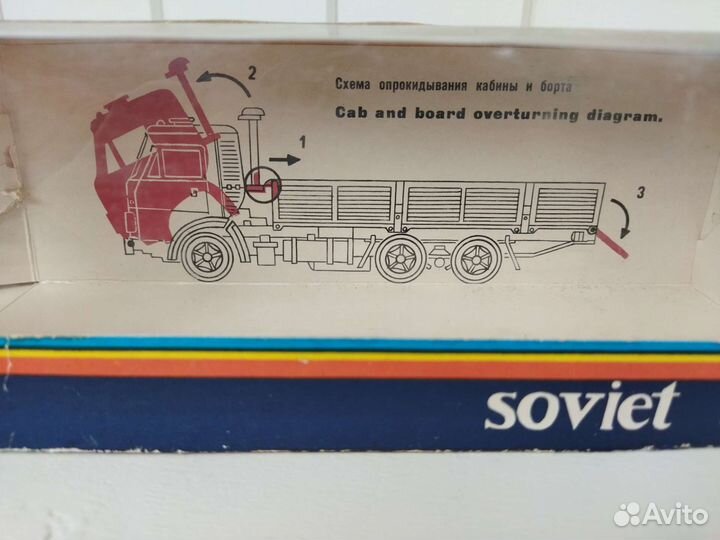 2
Схема опрокидывания кабины и борта
Cab and board overturning diagram.
1
3
soviet
Avito